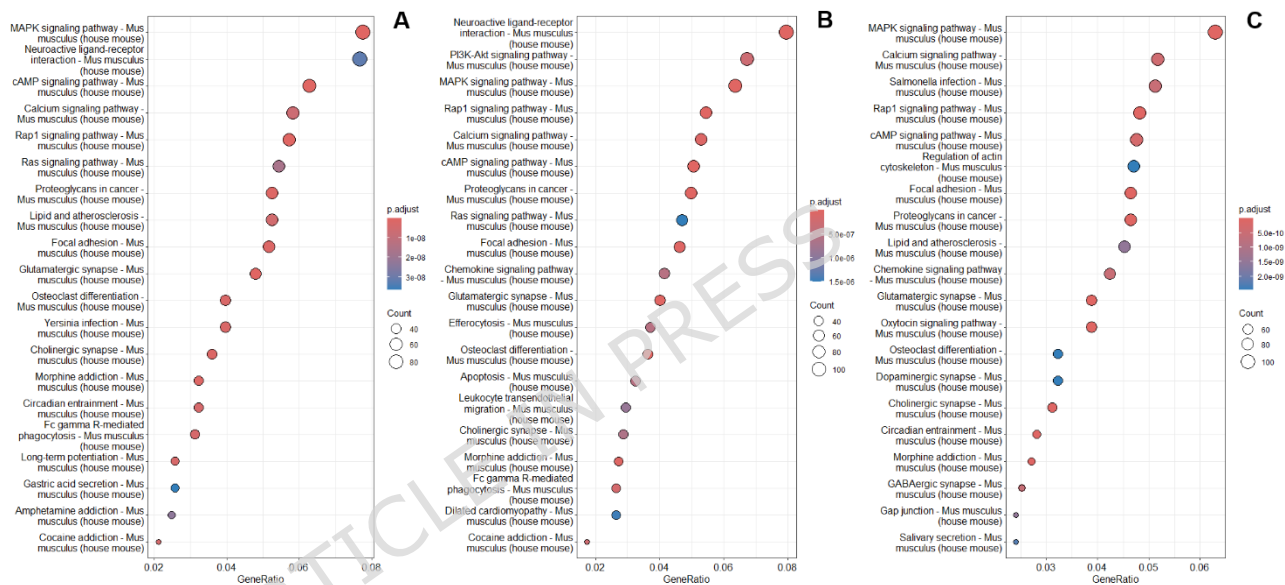 A
MAPK signaling pathway - Mus
musculus (house mouse)
Neuroactive ligand-receptor
interaction - Mus musculus
(house mouse)
cAMP signaling pathway - Mus
musculus (house mouse)
Calcium signaling pathway -
Mus musculus (house mouse)
Rap1 signaling pathway - Mus
musculus (house mouse)
Ras signaling pathway - Mus
musculus (house mouse)
Proteoglycans in cancer -
Mus musculus (house mouse)
Lipid and atherosclerosis -
Mus musculus (house mouse)
Focal adhesion - Mus
musculus (house mouse)
Glutamatergic synapse - Mus
musculus (house mouse)
Osteoclast differentiation -
Mus musculus (house mouse)
Yersinia infection - Mus
musculus (house mouse)
Cholinergic synapse - Mus
musculus (house mouse)
Morphine addiction - Mus
musculus (house mouse)
Circadian entrainment - Mus
musculus (house mouse)
Fc gamma R-mediated
phagocytosis - Mus musculus
(house mouse)
Long-term potentiation - Mus
musculus (house mouse)
Gastric acid secretion - Mus
musculus (house mouse)
Amphetamine addiction - Mus
musculus (house mouse)
Cocaine addiction - Mus
musculus (house mouse)
0.02 0.04 0.06 0.08
GeneRatio
p.adjust
1e-08
2e-08
3e-08
Count
40
60
80
B
Neuroactive ligand-receptor
interaction - Mus musculus
(house mouse)
PI3K-Akt signaling pathway -
Mus musculus (house mouse)
MAPK signaling pathway - Mus
musculus (house mouse)
Rap1 signaling pathway - Mus
musculus (house mouse)
Calcium signaling pathway -
Mus musculus (house mouse)
cAMP signaling pathway - Mus
musculus (house mouse)
Proteoglycans in cancer -
Mus musculus (house mouse)
Ras signaling pathway - Mus
musculus (house mouse)
Focal adhesion - Mus
musculus (house mouse)
Chemokine signaling pathway
- Mus musculus (house mouse)
Glutamatergic synapse - Mus
musculus (house mouse)
Efferocytosis - Mus musculus
(house mouse)
Osteoclast differentiation -
Mus musculus (house mouse)
Apoptosis - Mus musculus
(house mouse)
Leukocyte transendothelial
migration - Mus musculus
(house mouse)
Cholinergic synapse - Mus
musculus (house mouse)
Morphine addiction - Mus
musculus (house mouse)
Fc gamma R-mediated
phagocytosis - Mus musculus
(house mouse)
Dilated cardiomyopathy - Mus
musculus (house mouse)
Cocaine addiction - Mus
musculus (house mouse)
0.02 0.04 0.06 0.08
GeneRatio
p.adjust
5.0e-07
1.0e-06
1.5e-06
Count
40
60
80
100
C
MAPK signaling pathway - Mus
musculus (house mouse)
Calcium signaling pathway -
Mus musculus (house mouse)
Salmonella infection - Mus
musculus (house mouse)
Rap1 signaling pathway - Mus
musculus (house mouse)
cAMP signaling pathway - Mus
musculus (house mouse)
Regulation of actin
cytoskeleton - Mus musculus
(house mouse)
Focal adhesion - Mus
musculus (house mouse)
Proteoglycans in cancer -
Mus musculus (house mouse)
Lipid and atherosclerosis -
Mus musculus (house mouse)
Chemokine signaling pathway
- Mus musculus (house mouse)
Glutamatergic synapse - Mus
musculus (house mouse)
Oxytocin signaling pathway -
Mus musculus (house mouse)
Osteoclast differentiation -
Mus musculus (house mouse)
Dopaminergic synapse - Mus
musculus (house mouse)
Cholinergic synapse - Mus
musculus (house mouse)
Circadian entrainment - Mus
musculus (house mouse)
Morphine addiction - Mus
musculus (house mouse)
GABAergic synapse - Mus
musculus (house mouse)
Gap junction - Mus musculus
(house mouse)
Salivary secretion - Mus
musculus (house mouse)
0.03 0.04 0.05 0.06
GeneRatio
p.adjust
5.0e-10
1.0e-09
1.5e-09
2.0e-09
Count
60
80
100
ARTICLE IN PRESS